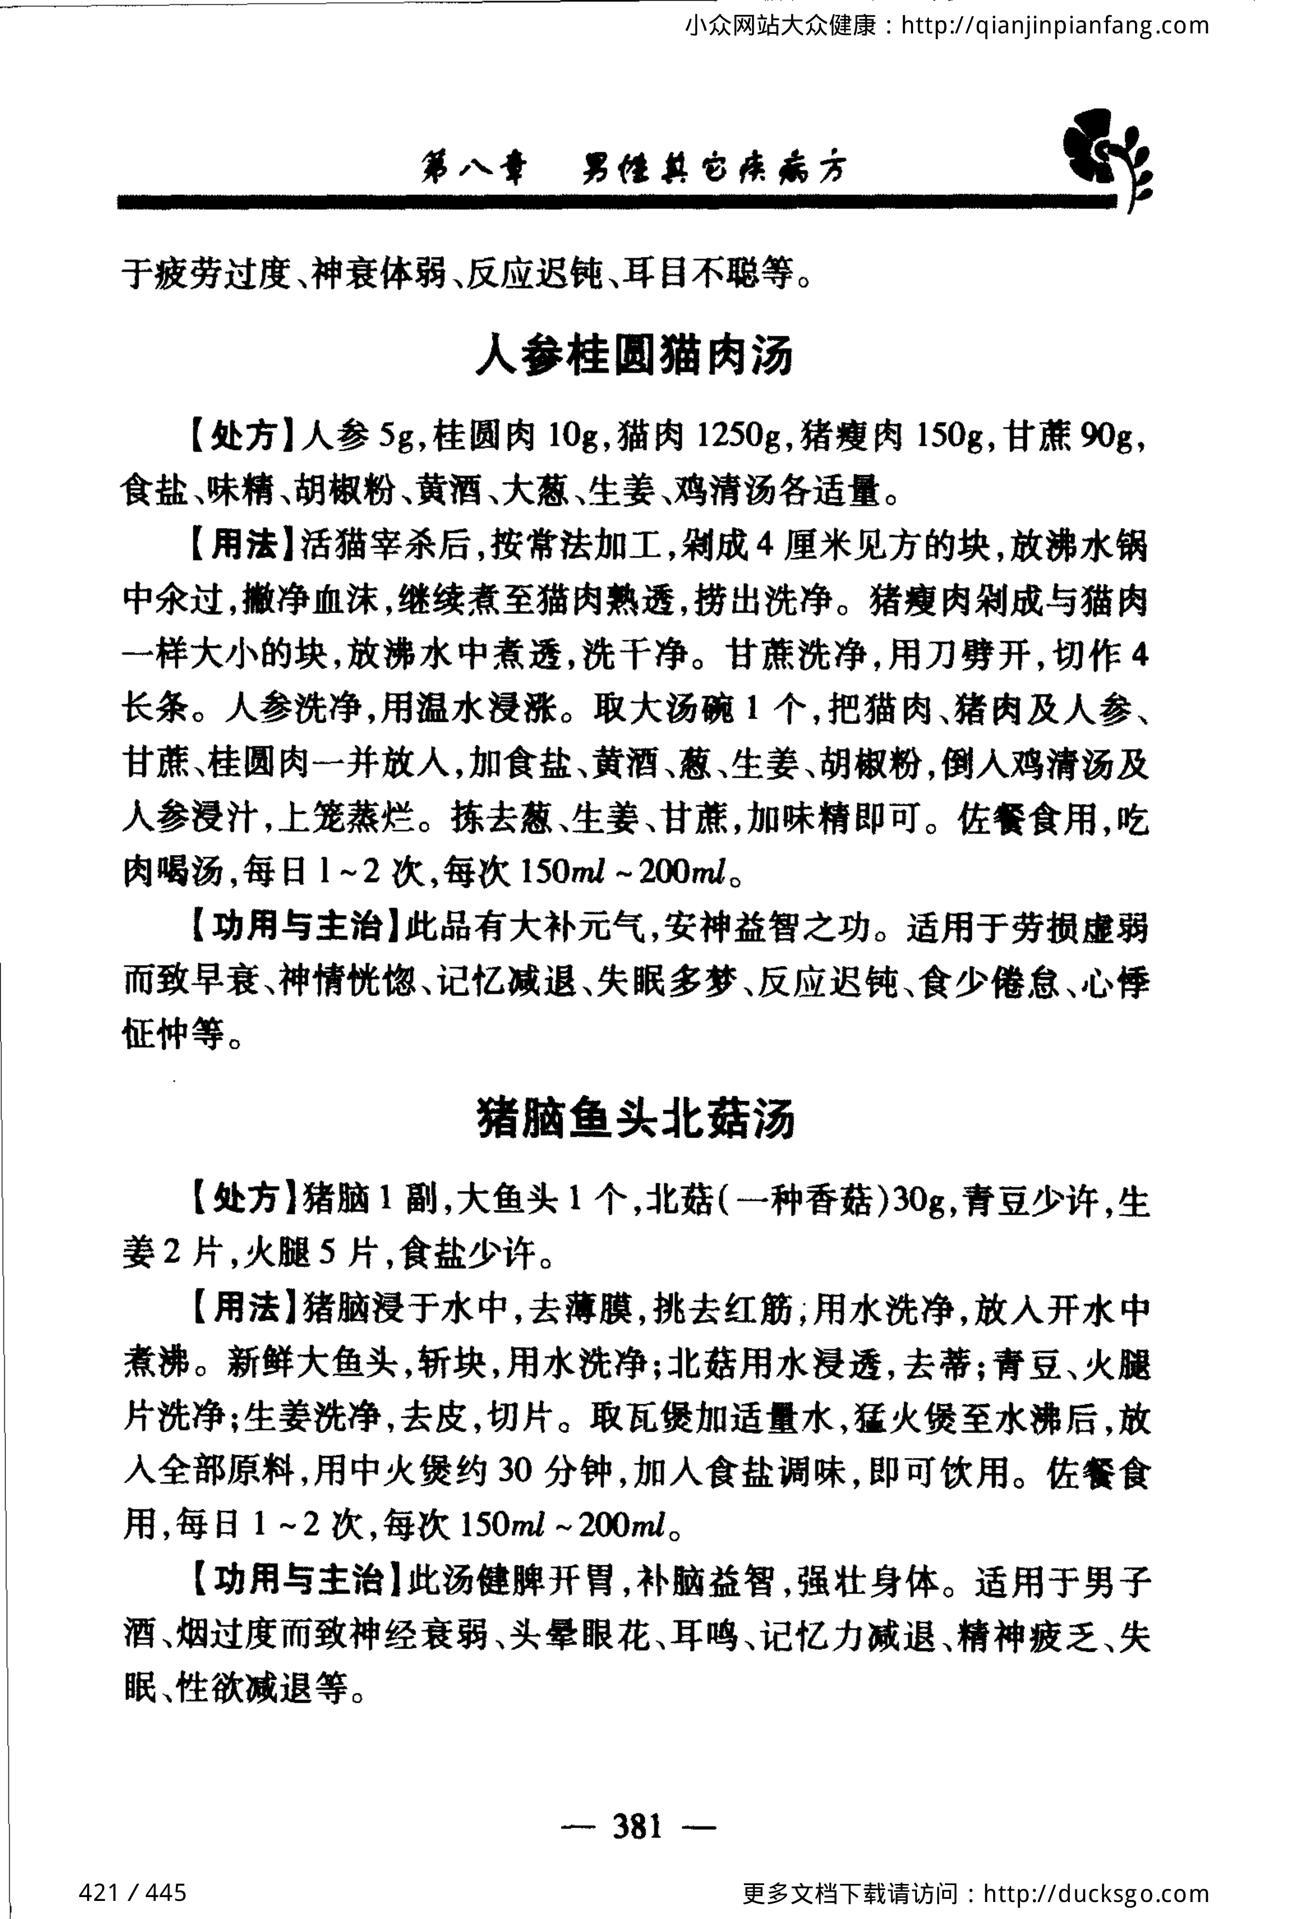 小众网站大众健康：http://qianjinpianfang.com
第八章 男性其它疾病方
于疲劳过度、神衰体弱、反应迟钝、耳目不聪等。
人参桂圆猫肉汤
【处方】人参 5g,桂圆肉 10g,猫肉 1250g,猪瘦肉 150g,甘蔗 90g,
食盐、味精、胡椒粉、黄酒、大葱、生姜、鸡清汤各适量。
【用法】活猫宰杀后,按常法加工,剁成 4 厘米见方的块,放沸水锅
中汆过,撇净血沫,继续煮至猫肉熟透,捞出洗净。猪瘦肉剁成与猫肉
一样大小的块,放沸水中煮透,洗干净。甘蔗洗净,用刀劈开,切作 4
长条。人参洗净,用温水浸涨。取大汤碗 1 个,把猫肉、猪肉及人参、
甘蔗、桂圆肉一并放入,加食盐、黄酒、葱、生姜、胡椒粉,倒入鸡清汤及
人参浸汁,上笼蒸烂。拣去葱、生姜、甘蔗,加味精即可。佐餐食用,吃
肉喝汤,每日 1~2 次,每次 150ml~200ml。
【功用与主治】此品有大补元气,安神益智之功。适用于劳损虚弱
而致早衰、神情恍惚、记忆减退、失眠多梦、反应迟钝、食少倦怠、心悸
怔忡等。
猪脑鱼头北菇汤
【处方】猪脑 1 副,大鱼头 1 个,北菇(一种香菇)30g,青豆少许,生
姜 2 片,火腿 5 片,食盐少许。
【用法】猪脑浸于水中,去薄膜,挑去红筋;用水洗净,放入开水中
煮沸。新鲜大鱼头,斩块,用水洗净;北菇用水浸透,去蒂;青豆、火腿
片洗净;生姜洗净,去皮,切片。取瓦煲加适量水,猛火煲至水沸后,放
入全部原料,用中火煲约 30 分钟,加入食盐调味,即可饮用。佐餐食
用,每日 1~2 次,每次 150ml~200ml。
【功用与主治】此汤健脾开胃,补脑益智,强壮身体。适用于男子
酒、烟过度而致神经衰弱、头晕眼花、耳鸣、记忆力减退、精神疲乏、失
眠、性欲减退等。
— 381 —
421 / 445
更多文档下载请访问：http://ducksgo.com